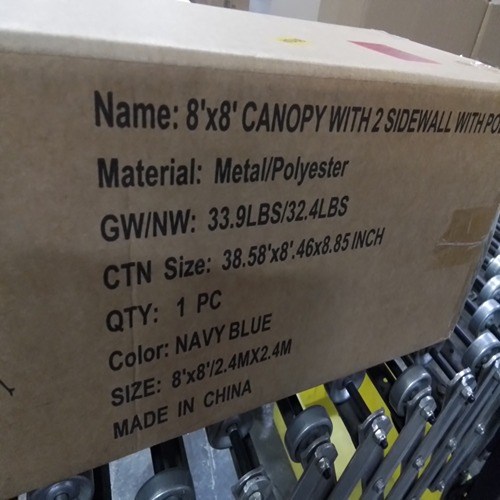 Name: 8'x8' CANOPY WITH 2 SIDEWALL WITH
Material: Metal/Polyester
GW/NW: 33.9LBS/32.4LBS
CTN Size: 38.58'x8'.46x8.85 INCH
QTY: 1 PC
Color: NAVY BLUE
SIZE: 8'x8'/2.4MX2.4M
MADE IN CHINA